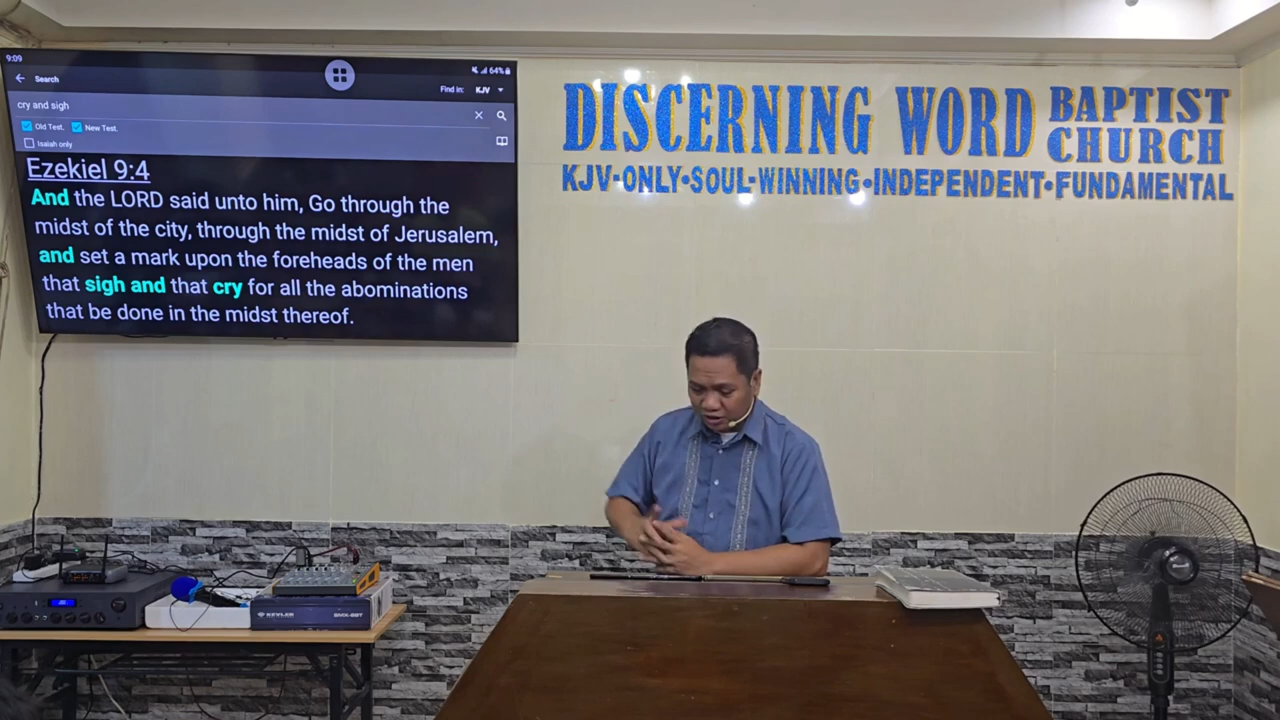 9:09
64%
Search
Find in: KJV
cry and sigh
Old Test. New Test.
Isaiah only
Ezekiel 9:4
And the LORD said unto him, Go through the
midst of the city, through the midst of Jerusalem,
and set a mark upon the foreheads of the men
that sigh and that cry for all the abominations
that be done in the midst thereof.
DISCERNING WORD BAPTIST
CHURCH
KJV-ONLY•SOUL-WINNING•INDEPENDENT•FUNDAMENTAL
KEVLER